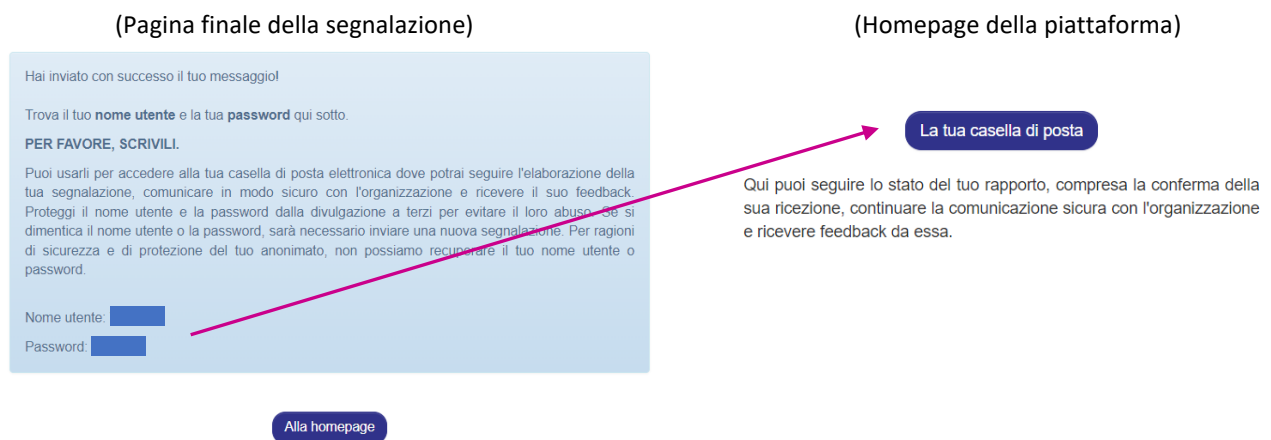 (Pagina finale della segnalazione)
Hai inviato con successo il tuo messaggio!
Trova il tuo nome utente e la tua password qui sotto.
PER FAVORE, SCRIVILI.
Puoi usarli per accedere alla tua casella di posta elettronica dove potrai seguire l'elaborazione della
tua segnalazione, comunicare in modo sicuro con l'organizzazione e ricevere il suo feedback.
Proteggi il nome utente e la password dalla divulgazione a terzi per evitare il loro abuso. Se si
dimentica il nome utente o la password, sarà necessario inviare una nuova segnalazione. Per ragioni
di sicurezza e di protezione del tuo anonimato, non possiamo recuperare il tuo nome utente o
password.
Nome utente:
Password:
Alla homepage
(Homepage della piattaforma)
La tua casella di posta
Qui puoi seguire lo stato del tuo rapporto, compresa la conferma della
sua ricezione, continuare la comunicazione sicura con l'organizzazione
e ricevere feedback da essa.